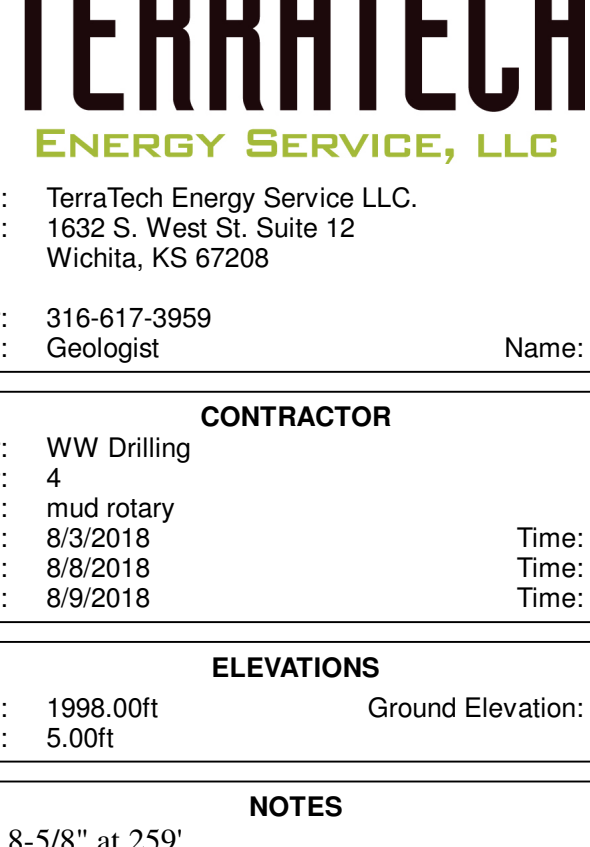 TERRATECH
ENERGY SERVICE, LLC
: TerraTech Energy Service LLC.
: 1632 S. West St. Suite 12
Wichita, KS 67208
: 316-617-3959
: Geologist Name:
CONTRACTOR
: WW Drilling
: 4
: mud rotary
: 8/3/2018 Time:
: 8/8/2018 Time:
: 8/9/2018 Time:
ELEVATIONS
: 1998.00ft Ground Elevation:
: 5.00ft
NOTES
8-5/8" at 259'